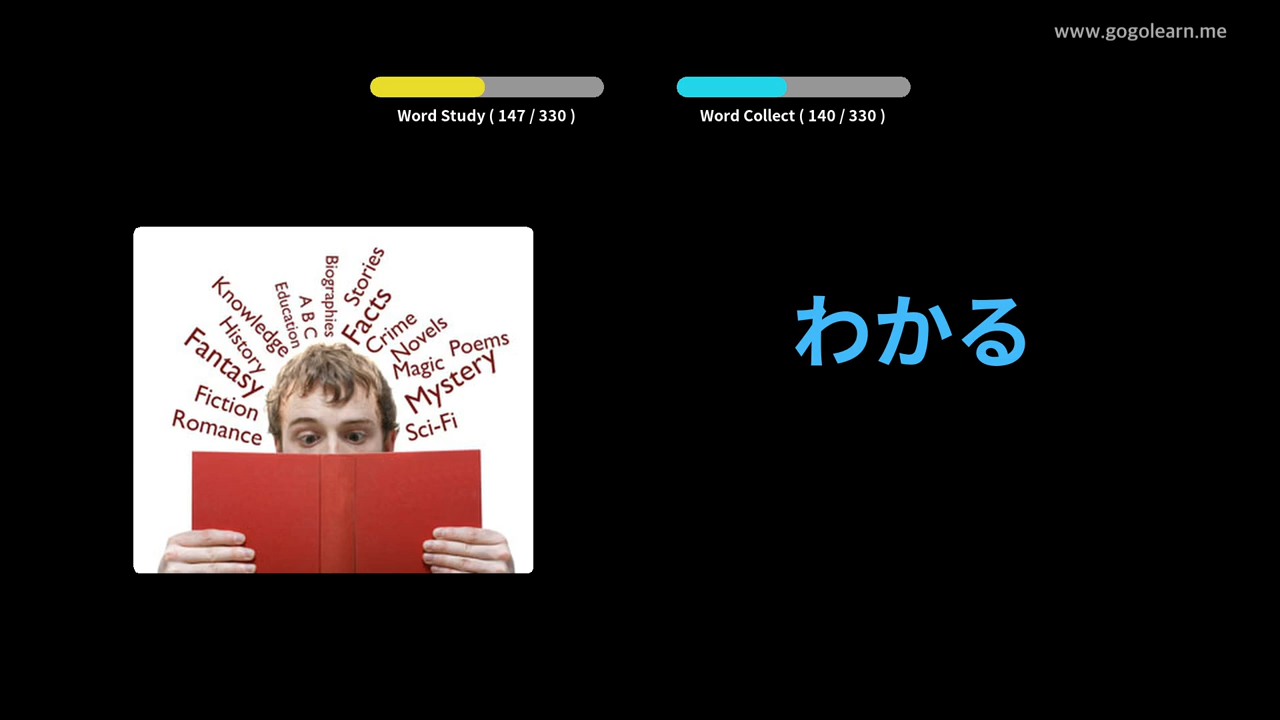 www.gogolearn.me
Word Study ( 147 / 330 )
Word Collect ( 140 / 330 )
Biographies
Stories
Education
A B C
Facts
Knowledge
Crime
History
Novels
Poems
Fantasy
Magic
Mystery
Fiction
Romance
Sci-Fi
わかる